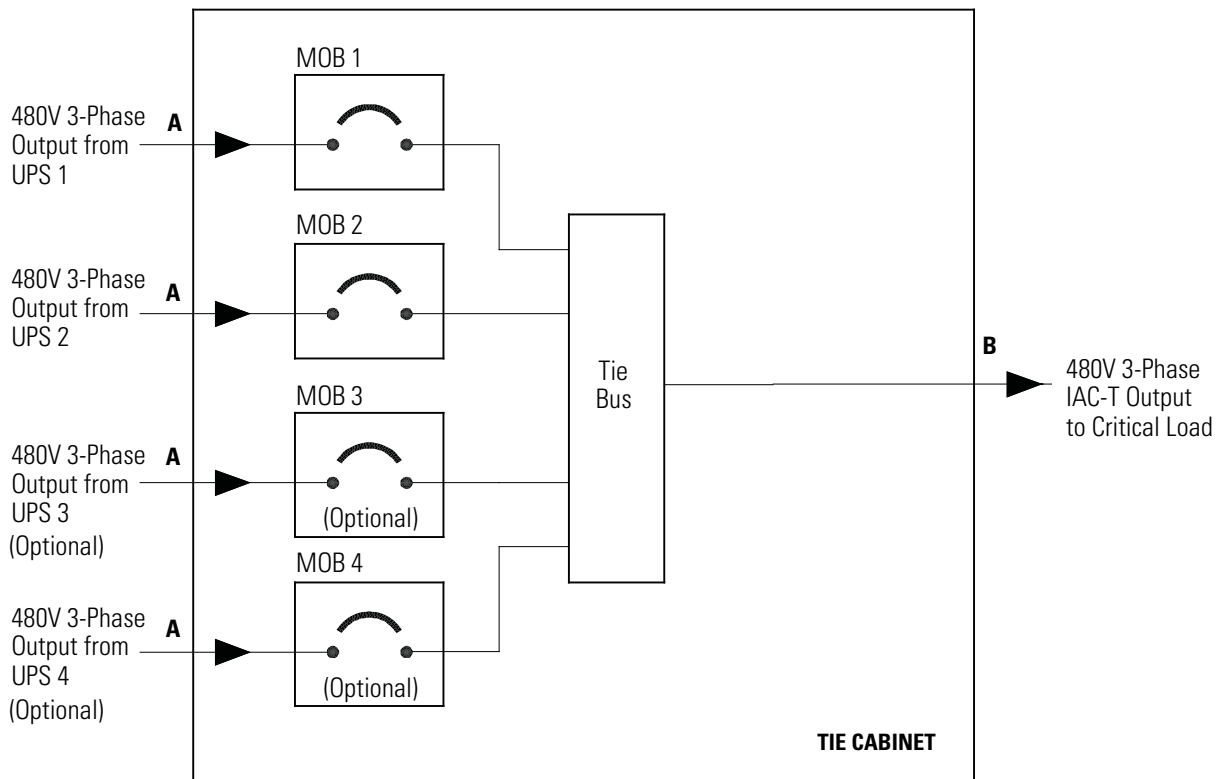 MOB 1
480V 3-Phase
Output from
UPS 1
A
MOB 2
480V 3-Phase
Output from
UPS 2
A
MOB 3
(Optional)
480V 3-Phase
Output from
UPS 3
(Optional)
A
MOB 4
(Optional)
480V 3-Phase
Output from
UPS 4
(Optional)
A
Tie
Bus
B
480V 3-Phase
IAC-T Output
to Critical Load
TIE CABINET